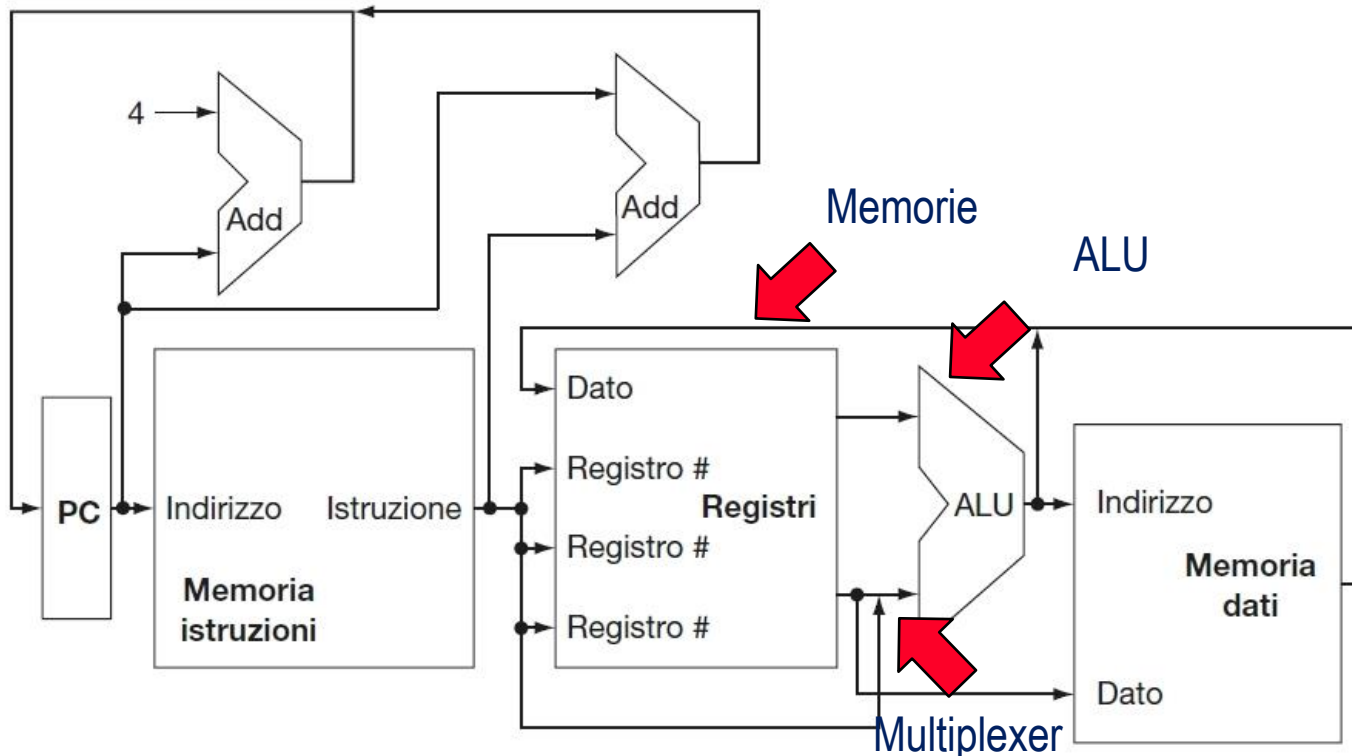 4
Add
Add
Memorie
ALU
PC
Indirizzo
Istruzione
Memoria
istruzioni
Dato
Registro #
Registri
Registro #
Registro #
ALU
Indirizzo
Memoria
dati
Dato
Multiplexer